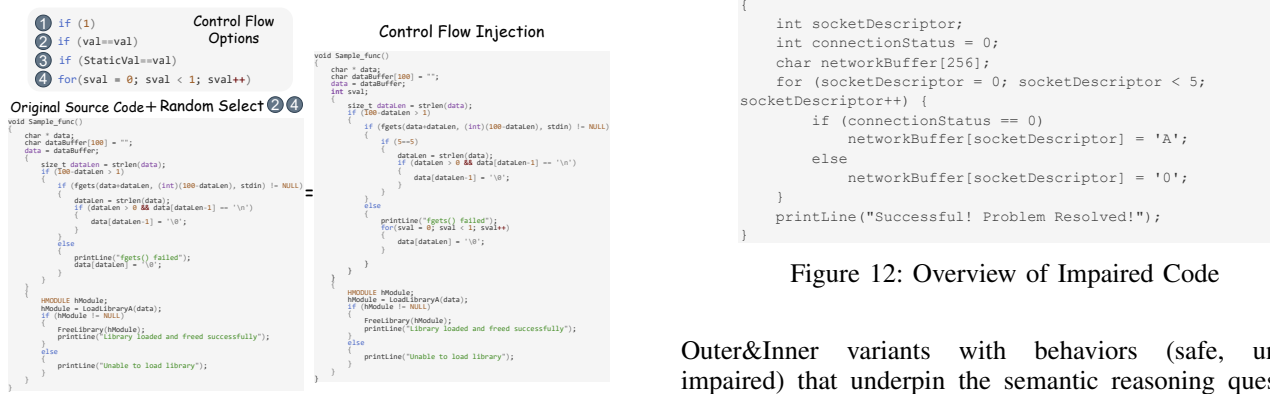 1 if (1)
2 if (val==val)
3 if (StaticVal==val)
4 for(sval = 0; sval < 1; sval++)
Control Flow
Options
Original Source Code+ Random Select 2 4
void Sample_func()
{
char * data;
char dataBuffer[100] = "";
data = dataBuffer;
{
size_t dataLen = strlen(data);
if (100-dataLen > 1)
{
if (fgets(data+dataLen, (int)(100-dataLen), stdin) != NULL)
{
dataLen = strlen(data);
if (dataLen > 0 && data[dataLen-1] == '\n')
{
data[dataLen-1] = '\0';
}
}
else
{
printLine("fgets() failed");
data[dataLen] = '\0';
}
}
}
{
HMODULE hModule;
hModule = LoadLibraryA(data);
if (hModule != NULL)
{
FreeLibrary(hModule);
printLine("Library loaded and freed successfully");
}
else
{
printLine("Unable to load library");
}
}
}
=
Control Flow Injection
void Sample_func()
{
char * data;
char dataBuffer[100] = "";
data = dataBuffer;
int sval;
{
size_t dataLen = strlen(data);
if (100-dataLen > 1)
{
if (fgets(data+dataLen, (int)(100-dataLen), stdin) != NULL)
{
if (5==5)
{
dataLen = strlen(data);
if (dataLen > 0 && data[dataLen-1] == '\n')
{
data[dataLen-1] = '\0';
}
}
}
else
{
printLine("fgets() failed");
for(sval = 0; sval < 1; sval++)
{
data[dataLen] = '\0';
}
}
}
}
{
HMODULE hModule;
hModule = LoadLibraryA(data);
if (hModule != NULL)
{
FreeLibrary(hModule);
printLine("Library loaded and freed successfully");
}
else
{
printLine("Unable to load library");
}
}
}
{
int socketDescriptor;
int connectionStatus = 0;
char networkBuffer[256];
for (socketDescriptor = 0; socketDescriptor < 5;
socketDescriptor++) {
if (connectionStatus == 0)
networkBuffer[socketDescriptor] = 'A';
else
networkBuffer[socketDescriptor] = '0';
}
printLine("Successful! Problem Resolved!");
}
Figure 12: Overview of Impaired Code
Outer&Inner variants with behaviors (safe, un
impaired) that underpin the semantic reasoning ques